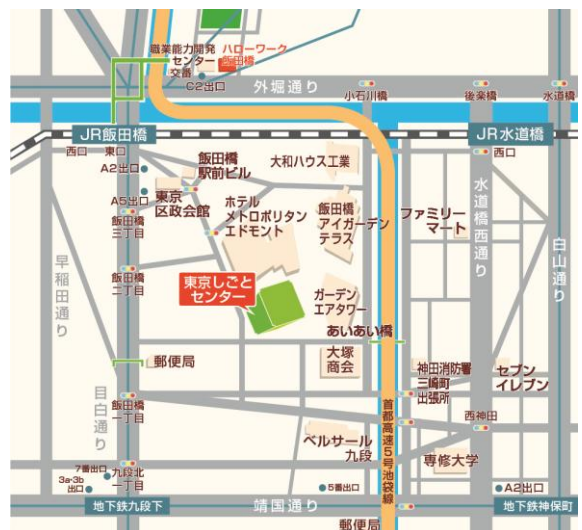 職業能力開発
センター
ハローワーク
飯田橋
交番
C2出口
外堀通り
小石川橋
後楽橋
水道橋
JR飯田橋
JR水道橋
西口
東口
西口
A2出口
飯田橋
駅前ビル
大和ハウス工業
A5出口
東京
区政会館
ホテル
メトロポリタン
エドモント
飯田橋
アイガーデン
テラス
ファミリー
マート
水道橋西通り
白山通り
飯田橋
三丁目
早稲田通り
飯田橋
二丁目
東京しごと
センター
ガーデン
エアタワー
あいあい橋
郵便局
大塚
商会
神田消防署
三崎町
出張所
セブン
イレブン
目白通り
飯田橋
一丁目
首都高速5号池袋線
西神田
ベルサール
九段
専修大学
7番出口
3a-3b
出口
九段北
一丁目
5番出口
A2出口
地下鉄九段下
靖国通り
地下鉄神保町
郵便局